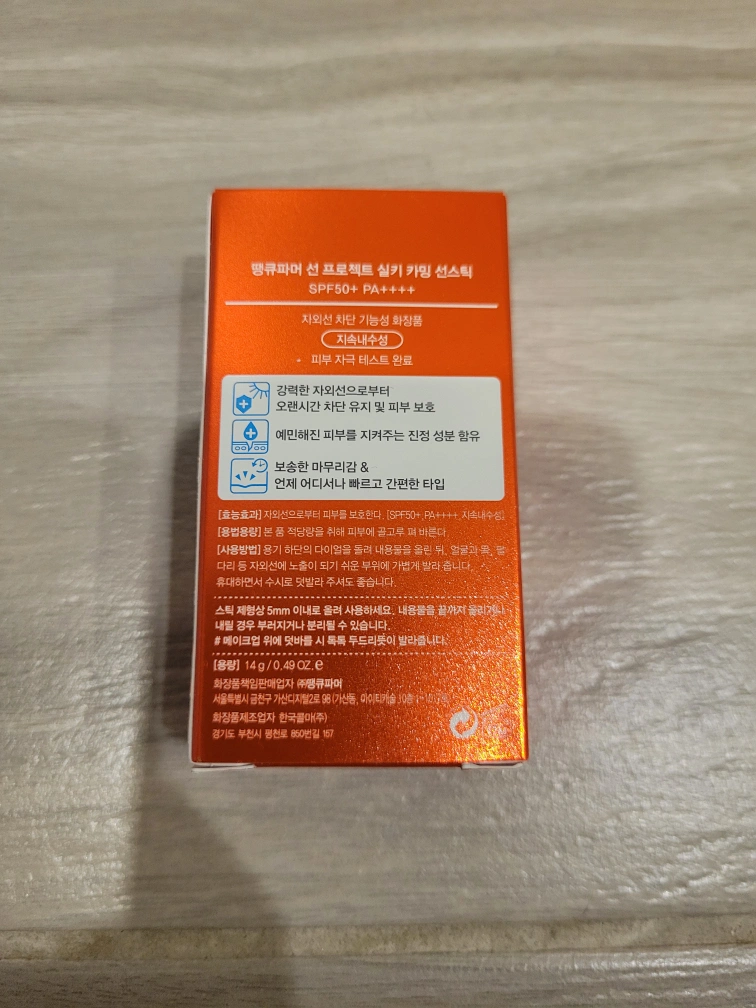 땡큐파머 선 프로젝트 실키 카밍 선스틱
SPF50+ PA++++
자외선 차단 기능성 화장품
지속내수성
피부 자극 테스트 완료
강력한 자외선으로부터
오랜시간 차단 유지 및 피부 보호
예민해진 피부를 지켜주는 진정 성분 함유
보송한 마무리감 &
언제 어디서나 빠르고 간편한 타입
[효능효과] 자외선으로부터 피부를 보호한다. [SPF50+, PA++++, 지속내수성]
[용법용량] 본 품 적당량을 취해 피부에 골고루 펴 바른다.
[사용방법] 용기 하단의 다이얼을 돌려 내용물을 올린 뒤, 얼굴과 목, 팔
다리 등 자외선에 노출이 되기 쉬운 부위에 가볍게 발라 줍니다.
휴대하면서 수시로 덧발라 주셔도 좋습니다.
스틱 제형상 5mm 이내로 올려 사용하세요. 내용물을 끝까지 올리거나
내릴 경우 부러지거나 분리될 수 있습니다.
# 메이크업 위에 덧바를 시 톡톡 두드리듯이 발라줍니다.
[용량] 14 g / 0.49 OZ. e
화장품책임판매업자 ㈜땡큐파머
서울특별시 금천구 가산디지털2로 98 (가산동,
화장품제조업자 한국콜마(주)
경기도 부천시 평천로 850번길 167